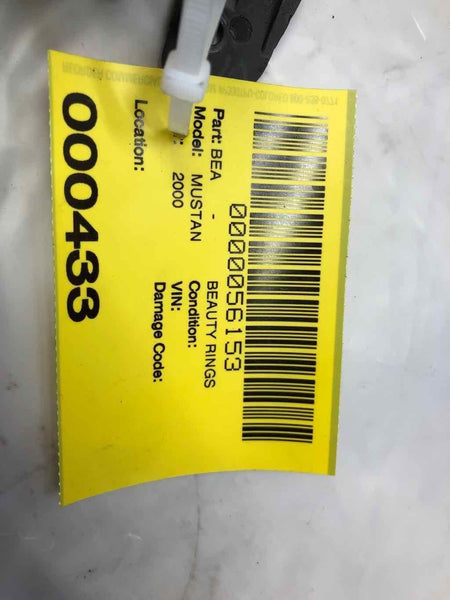 0000056153
Part: BEA - BEAUTY RINGS
Model: MUSTAN Condition:
2000 VIN:
Damage Code:
Location:
000433